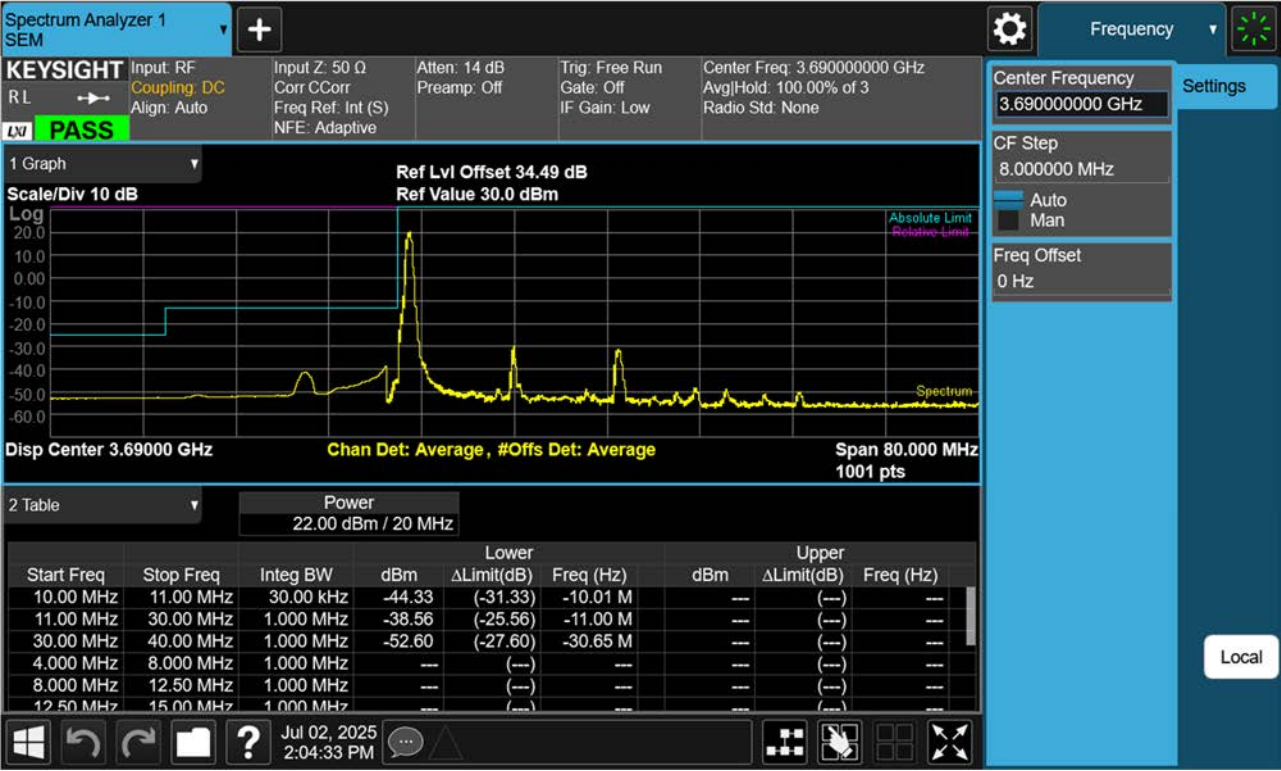 Spectrum Analyzer 1
SEM
Frequency
KEYSIGHT
RL
LXI
PASS
Input: RF
Coupling: DC
Align: Auto
Input Z: 50 Ω
Corr CCorr
Freq Ref: Int (S)
NFE: Adaptive
Atten: 14 dB
Preamp: Off
Trig: Free Run
Gate: Off
IF Gain: Low
Center Freq: 3.690000000 GHz
Avg|Hold: 100.00% of 3
Radio Std: None
Center Frequency
3.690000000 GHz
Settings
CF Step
8.000000 MHz
Auto
Man
Freq Offset
0 Hz
Local
1 Graph
Scale/Div 10 dB
Ref Lvl Offset 34.49 dB
Ref Value 30.0 dBm
Log
Absolute Limit
Relative Limit
20.0
10.0
0.00
-10.0
-20.0
-30.0
-40.0
-50.0
-60.0
Spectrum
Disp Center 3.69000 GHz
Chan Det: Average, #Offs Det: Average
Span 80.000 MHz
1001 pts
2 Table
Power
22.00 dBm / 20 MHz
Lower Upper
Start Freq Stop Freq Integ BW dBm ΔLimit(dB) Freq (Hz) dBm ΔLimit(dB) Freq (Hz)
10.00 MHz 11.00 MHz 30.00 kHz -44.33 (-31.33) -10.01 M --- (---) ---
11.00 MHz 30.00 MHz 1.000 MHz -38.56 (-25.56) -11.00 M --- (---) ---
30.00 MHz 40.00 MHz 1.000 MHz -52.60 (-27.60) -30.65 M --- (---) ---
4.000 MHz 8.000 MHz 1.000 MHz --- (---) --- --- (---) ---
8.000 MHz 12.50 MHz 1.000 MHz --- (---) --- --- (---) ---
12.50 MHz 15.00 MHz 1.000 MHz --- (---) --- --- (---) ---
Jul 02, 2025
2:04:33 PM